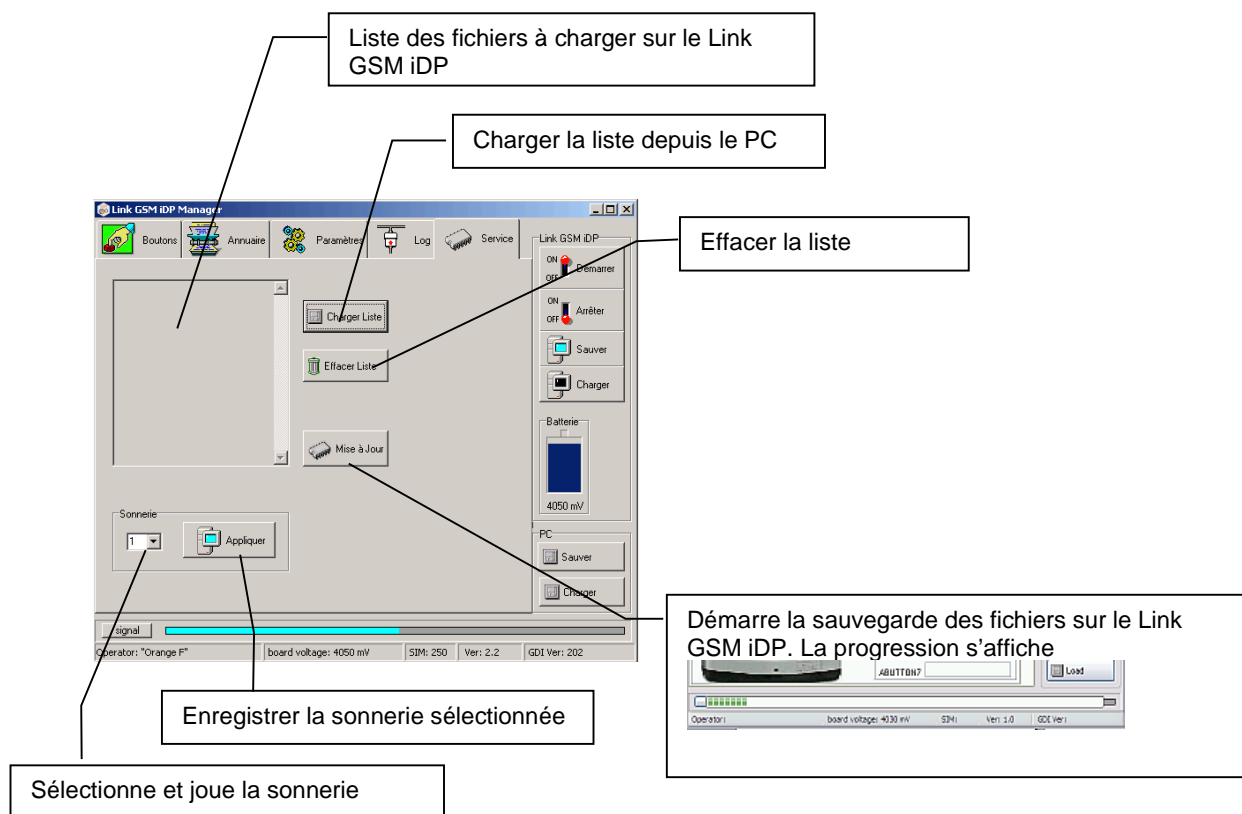 Liste des fichiers à charger sur le Link
GSM iDP
Charger la liste depuis le PC
Effacer la liste
Link GSM iDP Manager
Boutons
Annuaire
Paramètres
Log
Service
Charger Liste
Effacer Liste
Mise à Jour
Sonnerie
1
Appliquer
Link GSM iDP
ON
OFF
Démarrer
ON
OFF
Arrêter
Sauver
Charger
Batterie
4050 mV
PC
Sauver
Charger
signal
Operator: "Orange F"
board voltage: 4050 mV
SIM: 250
Ver: 2.2
GDI Ver: 202
Démarre la sauvegarde des fichiers sur le Link
GSM iDP. La progression s’affiche
ABUTTON7
Load
Operator:
board voltage: 4030 mV
SIM:
Ver: 1.0
GDI Ver:
Enregistrer la sonnerie sélectionnée
Sélectionne et joue la sonnerie